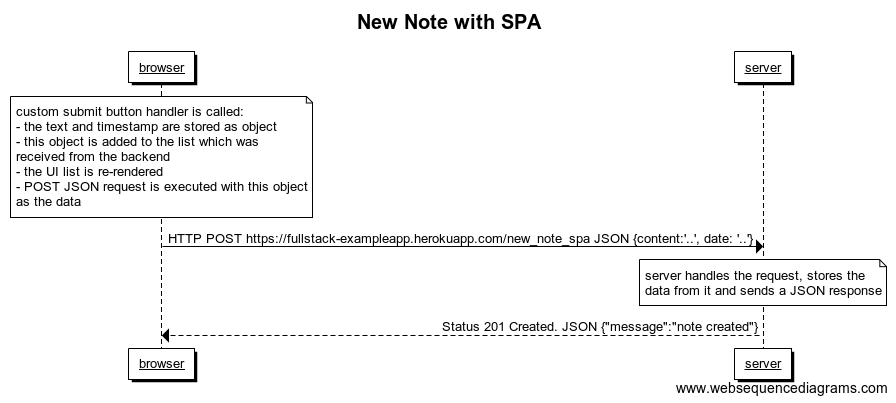 New Note with SPA
browser
server
custom submit button handler is called:
- the text and timestamp are stored as object
- this object is added to the list which was
received from the backend
- the UI list is re-rendered
- POST JSON request is executed with this object
as the data
HTTP POST https://fullstack-exampleapp.herokuapp.com/new_note_spa JSON {content:'..', date: '..'}
server handles the request, stores the
data from it and sends a JSON response
Status 201 Created. JSON {"message":"note created"}
browser
server
www.websequencediagrams.com